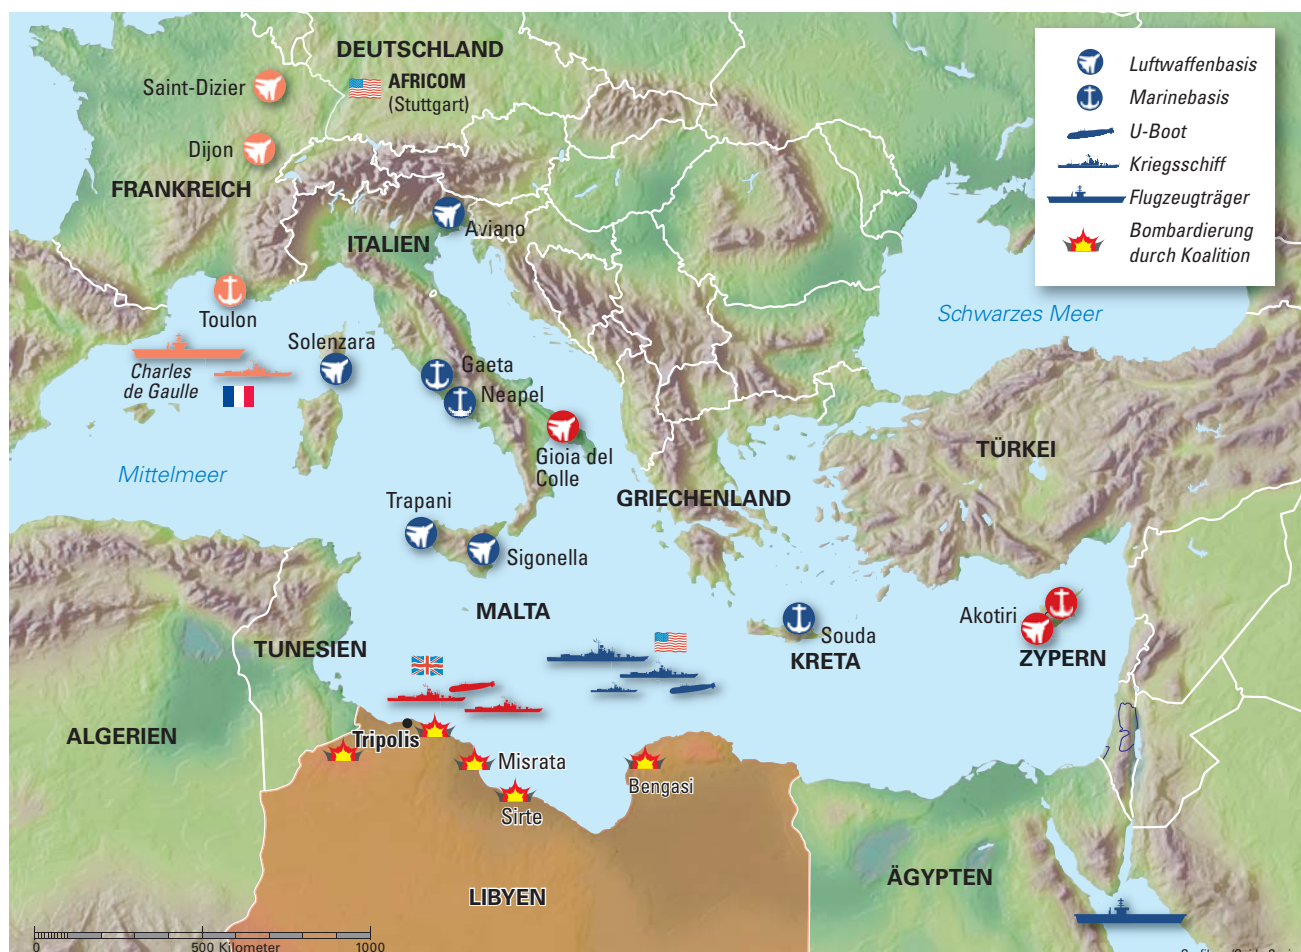 DEUTSCHLAND
AFRICOM
(Stuttgart)
Saint-Dizier
Dijon
FRANKREICH
ITALIEN
Aviano
Toulon
Charles
de Gaulle
Solenzara
Gaeta
Neapel
Gioia del
Colle
Mittelmeer
Schwarzes Meer
TÜRKEI
GRIECHENLAND
Trapani
Sigonella
MALTA
Souda
KRETA
Akotiri
ZYPERN
TUNESIEN
ALGERIEN
Tripolis
Misrata
Sirte
Bengasi
LIBYEN
ÄGYPTEN
0 500 Kilometer 1000
Luftwaffenbasis
Marinebasis
U-Boot
Kriegsschiff
Flugzeugträger
Bombardierung
durch Koalition